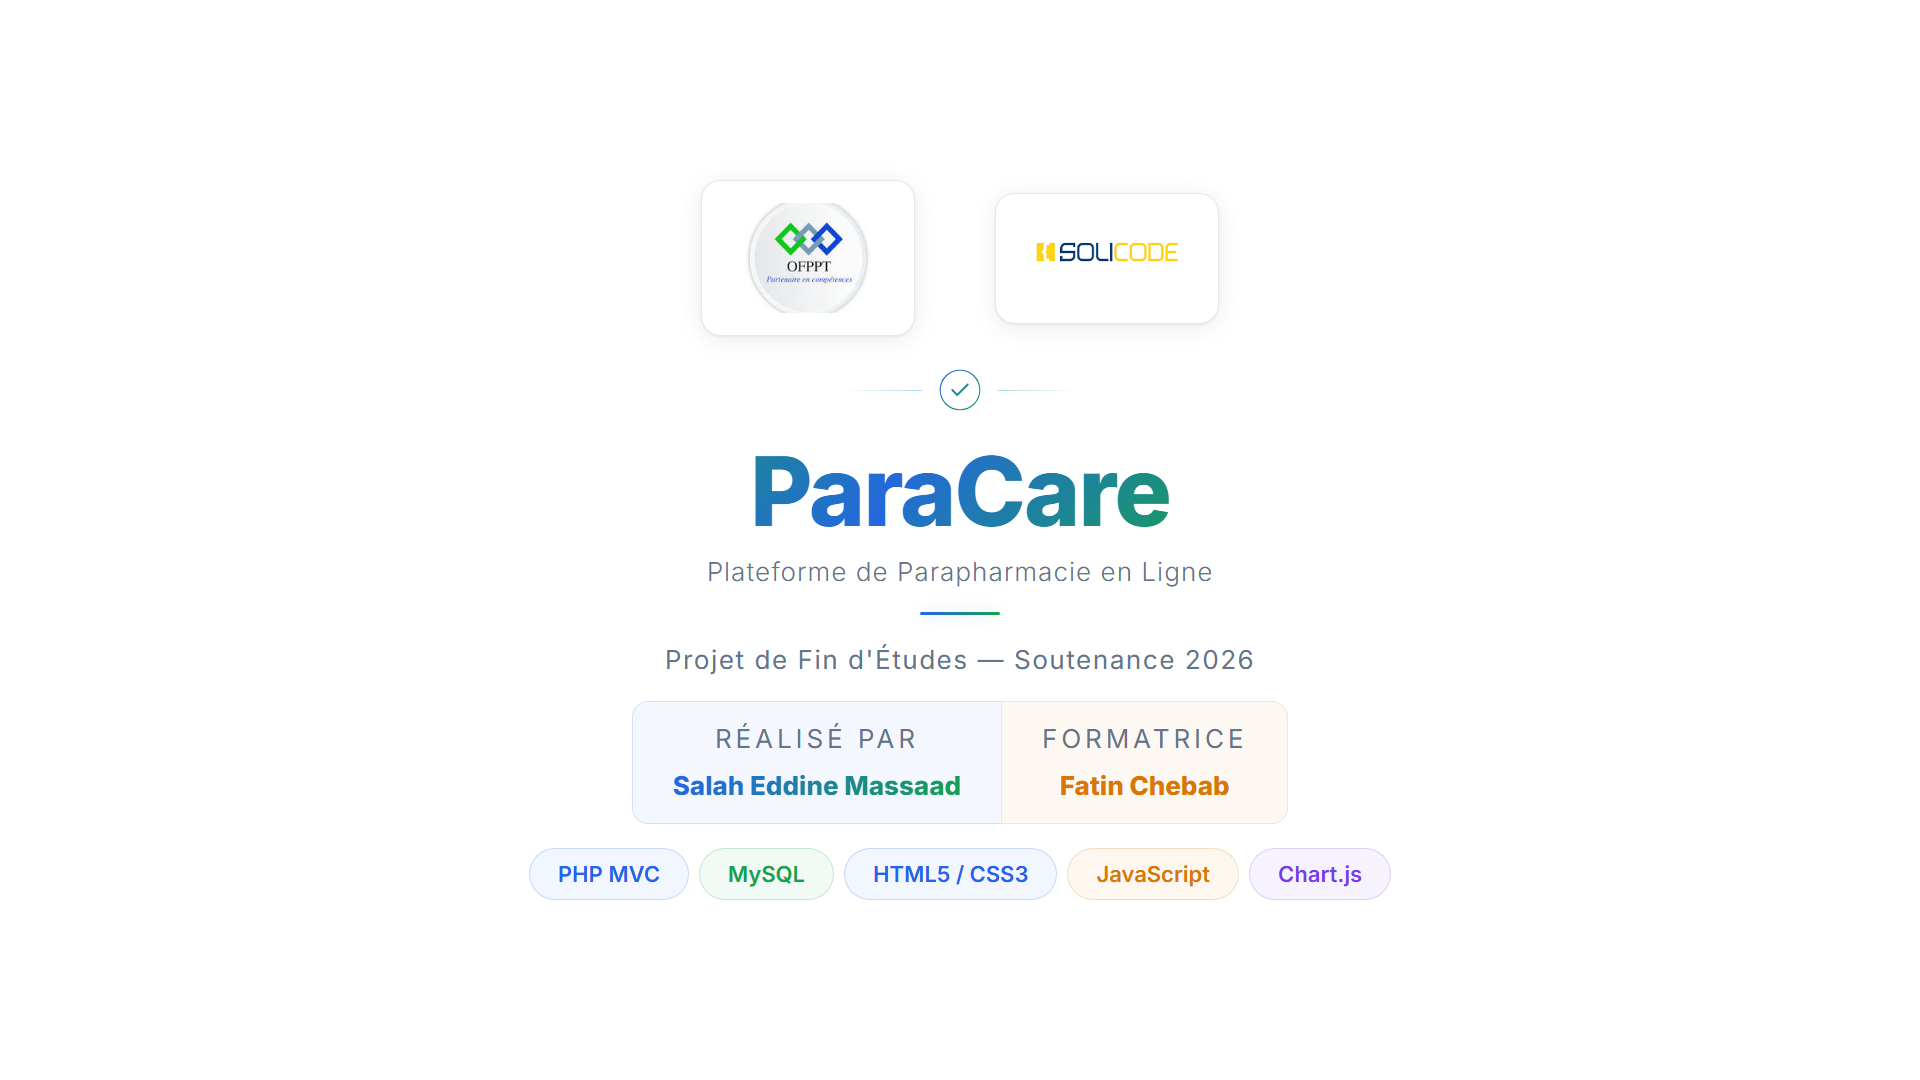 OFPPT
Partenaire en compétences
SOLICODE
ParaCare
Plateforme de Parapharmacie en Ligne
Projet de Fin d'Études — Soutenance 2026
RÉALISÉ PAR
Salah Eddine Massaad
FORMATRICE
Fatin Chebab
PHP MVC
MySQL
HTML5 / CSS3
JavaScript
Chart.js